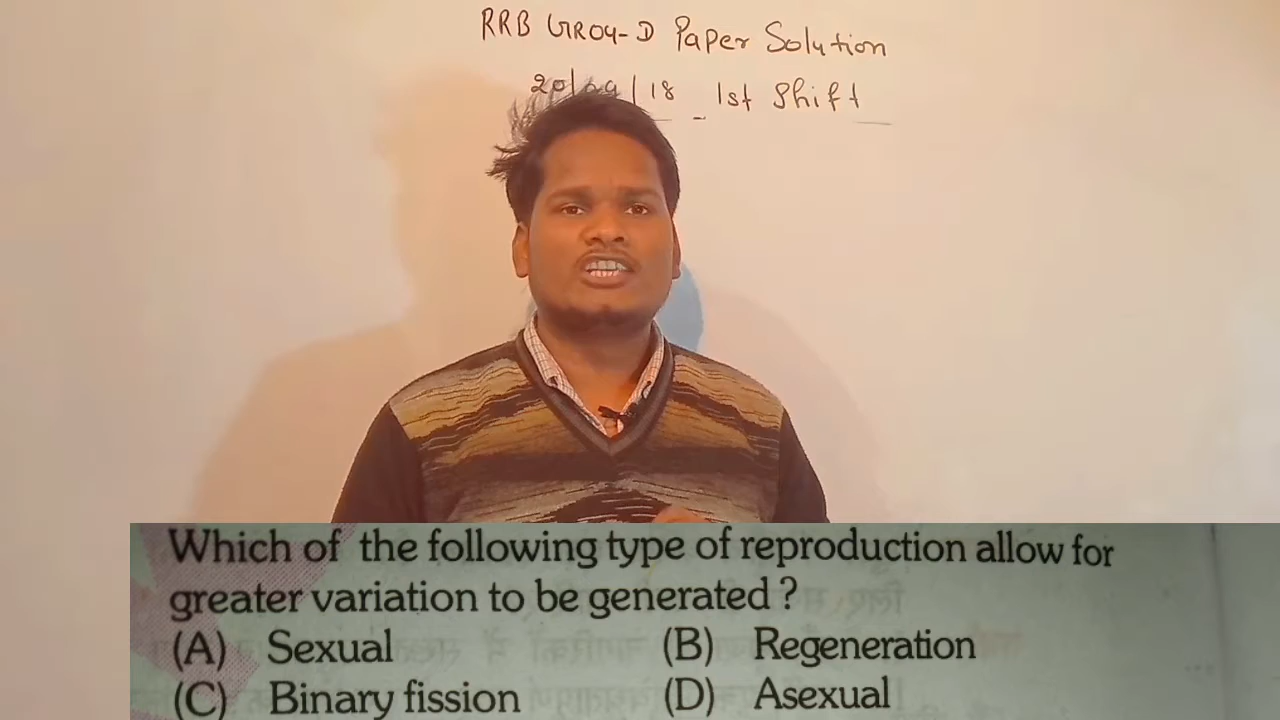 RRB GROU-D Paper Solution
20/09/18 1st Shift
Which of the following type of reproduction allow for
greater variation to be generated ?
(A) Sexual (B) Regeneration
(C) Binary fission (D) Asexual